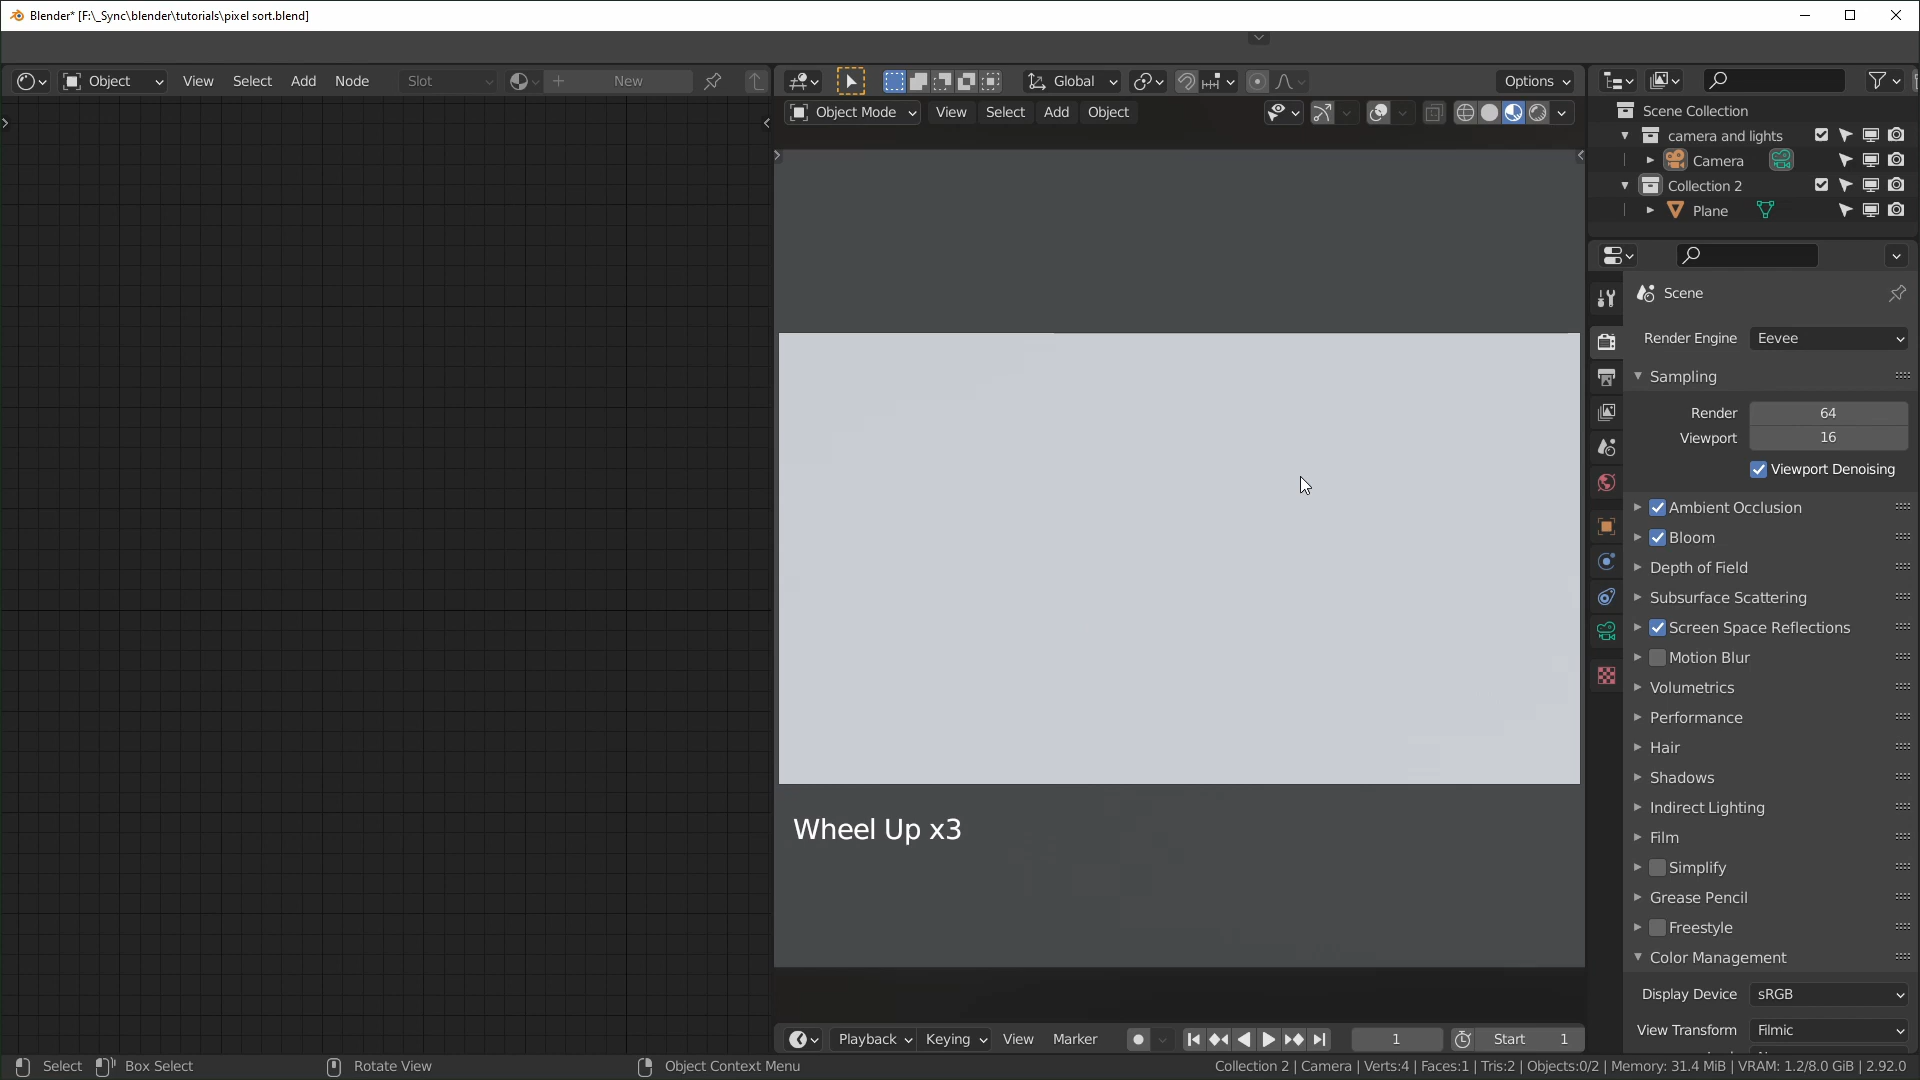 Blender* [F:\_Sync\blender\tutorials\pixel sort.blend]
Object View Select Add Node Slot New
Global Options
Object Mode View Select Add Object
Scene Collection
camera and lights
Camera
Collection 2
Plane
Scene
Render Engine Eevee
Sampling
Render 64
Viewport 16
Viewport Denoising
Ambient Occlusion
Bloom
Depth of Field
Subsurface Scattering
Screen Space Reflections
Motion Blur
Volumetrics
Performance
Hair
Shadows
Indirect Lighting
Film
Simplify
Grease Pencil
Freestyle
Color Management
Display Device sRGB
View Transform Filmic
Wheel Up x3
Playback Keying View Marker 1 Start 1
Select Box Select Rotate View Object Context Menu
Collection 2 | Camera | Verts:4 | Faces:1 | Tris:2 | Objects:0/2 | Memory: 31.4 MiB | VRAM: 1.2/8.0 GiB | 2.92.0